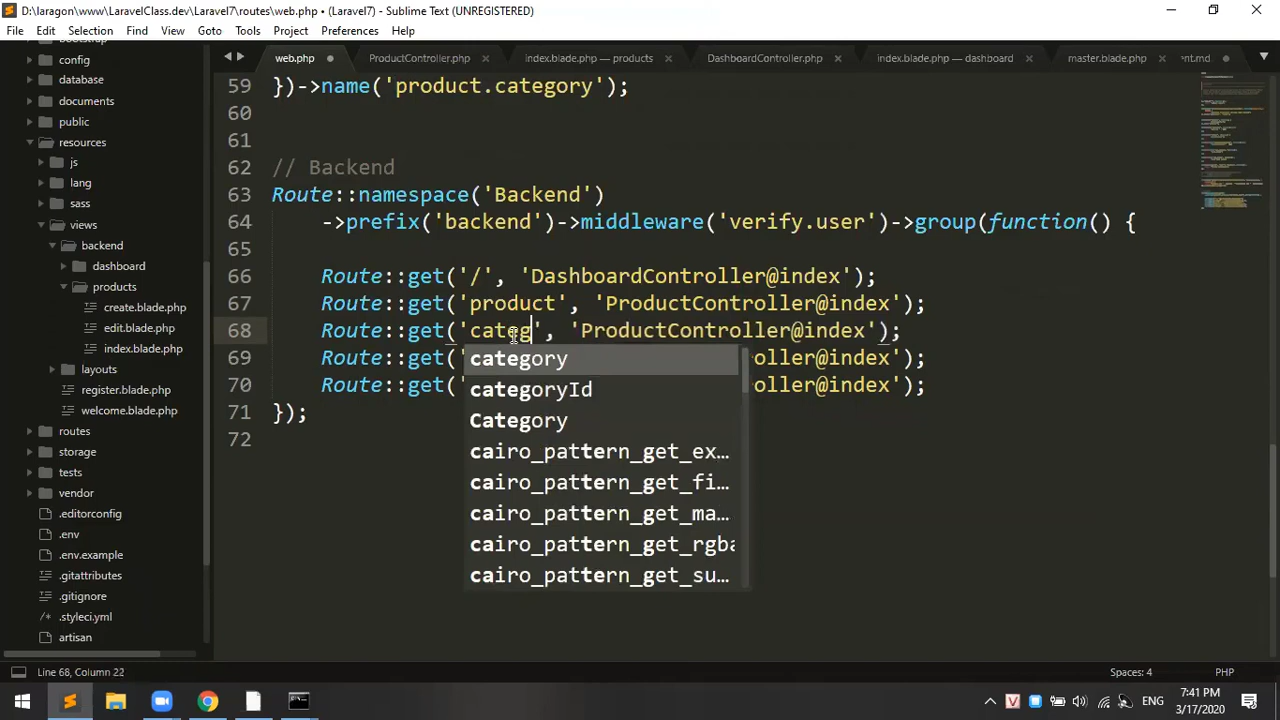 D:\laragon\www\LaravelClass.dev\Laravel7\routes\web.php • (Laravel7) - Sublime Text (UNREGISTERED)
File Edit Selection Find View Goto Tools Project Preferences Help
web.php ProductController.php index.blade.php — products DashboardController.php index.blade.php — dashboard master.blade.php
config
database
documents
public
resources
js
lang
sass
views
backend
dashboard
products
create.blade.php
edit.blade.php
index.blade.php
layouts
register.blade.php
welcome.blade.php
routes
storage
tests
vendor
.editorconfig
.env
.env.example
.gitattributes
.gitignore
.styleci.yml
artisan
59 })->name('product.category');
60
61
62 // Backend
63 Route::namespace('Backend')
64 ->prefix('backend')->middleware('verify.user')->group(function() {
65
66 Route::get('/', 'DashboardController@index');
67 Route::get('product', 'ProductController@index');
68 Route::get('categ', 'ProductController@index');
69 Route::get(' ller@index');
70 Route::get(' ller@index');
71 });
72
category
categoryId
Category
cairo_pattern_get_ex…
cairo_pattern_get_fi…
cairo_pattern_get_ma…
cairo_pattern_get_rgba
cairo_pattern_get_su…
Line 68, Column 22 Spaces: 4 PHP
ENG 7:41 PM
3/17/2020